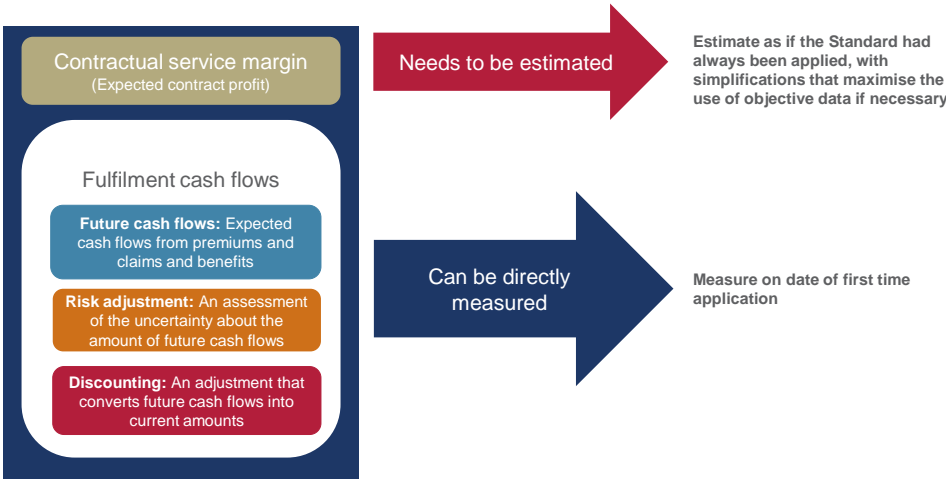 Contractual service margin
(Expected contract profit)
Needs to be estimated
Estimate as if the Standard had
always been applied, with
simplifications that maximise the
use of objective data if necessary
Fulfilment cash flows
Future cash flows: Expected
cash flows from premiums and
claims and benefits
Risk adjustment: An assessment
of the uncertainty about the
amount of future cash flows
Discounting: An adjustment that
converts future cash flows into
current amounts
Can be directly
measured
Measure on date of first time
application